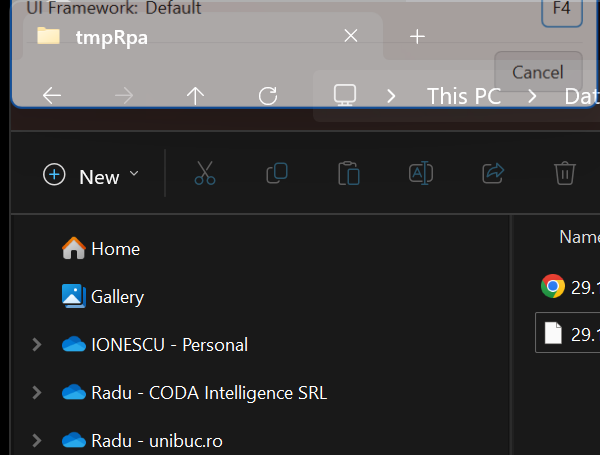 UI Framework: Default
F4
tmpRpa
Cancel
This PC
Dat
New
Name
Home
29.1
Gallery
29.1
IONESCU - Personal
Radu - CODA Intelligence SRL
Radu - unibuc.ro